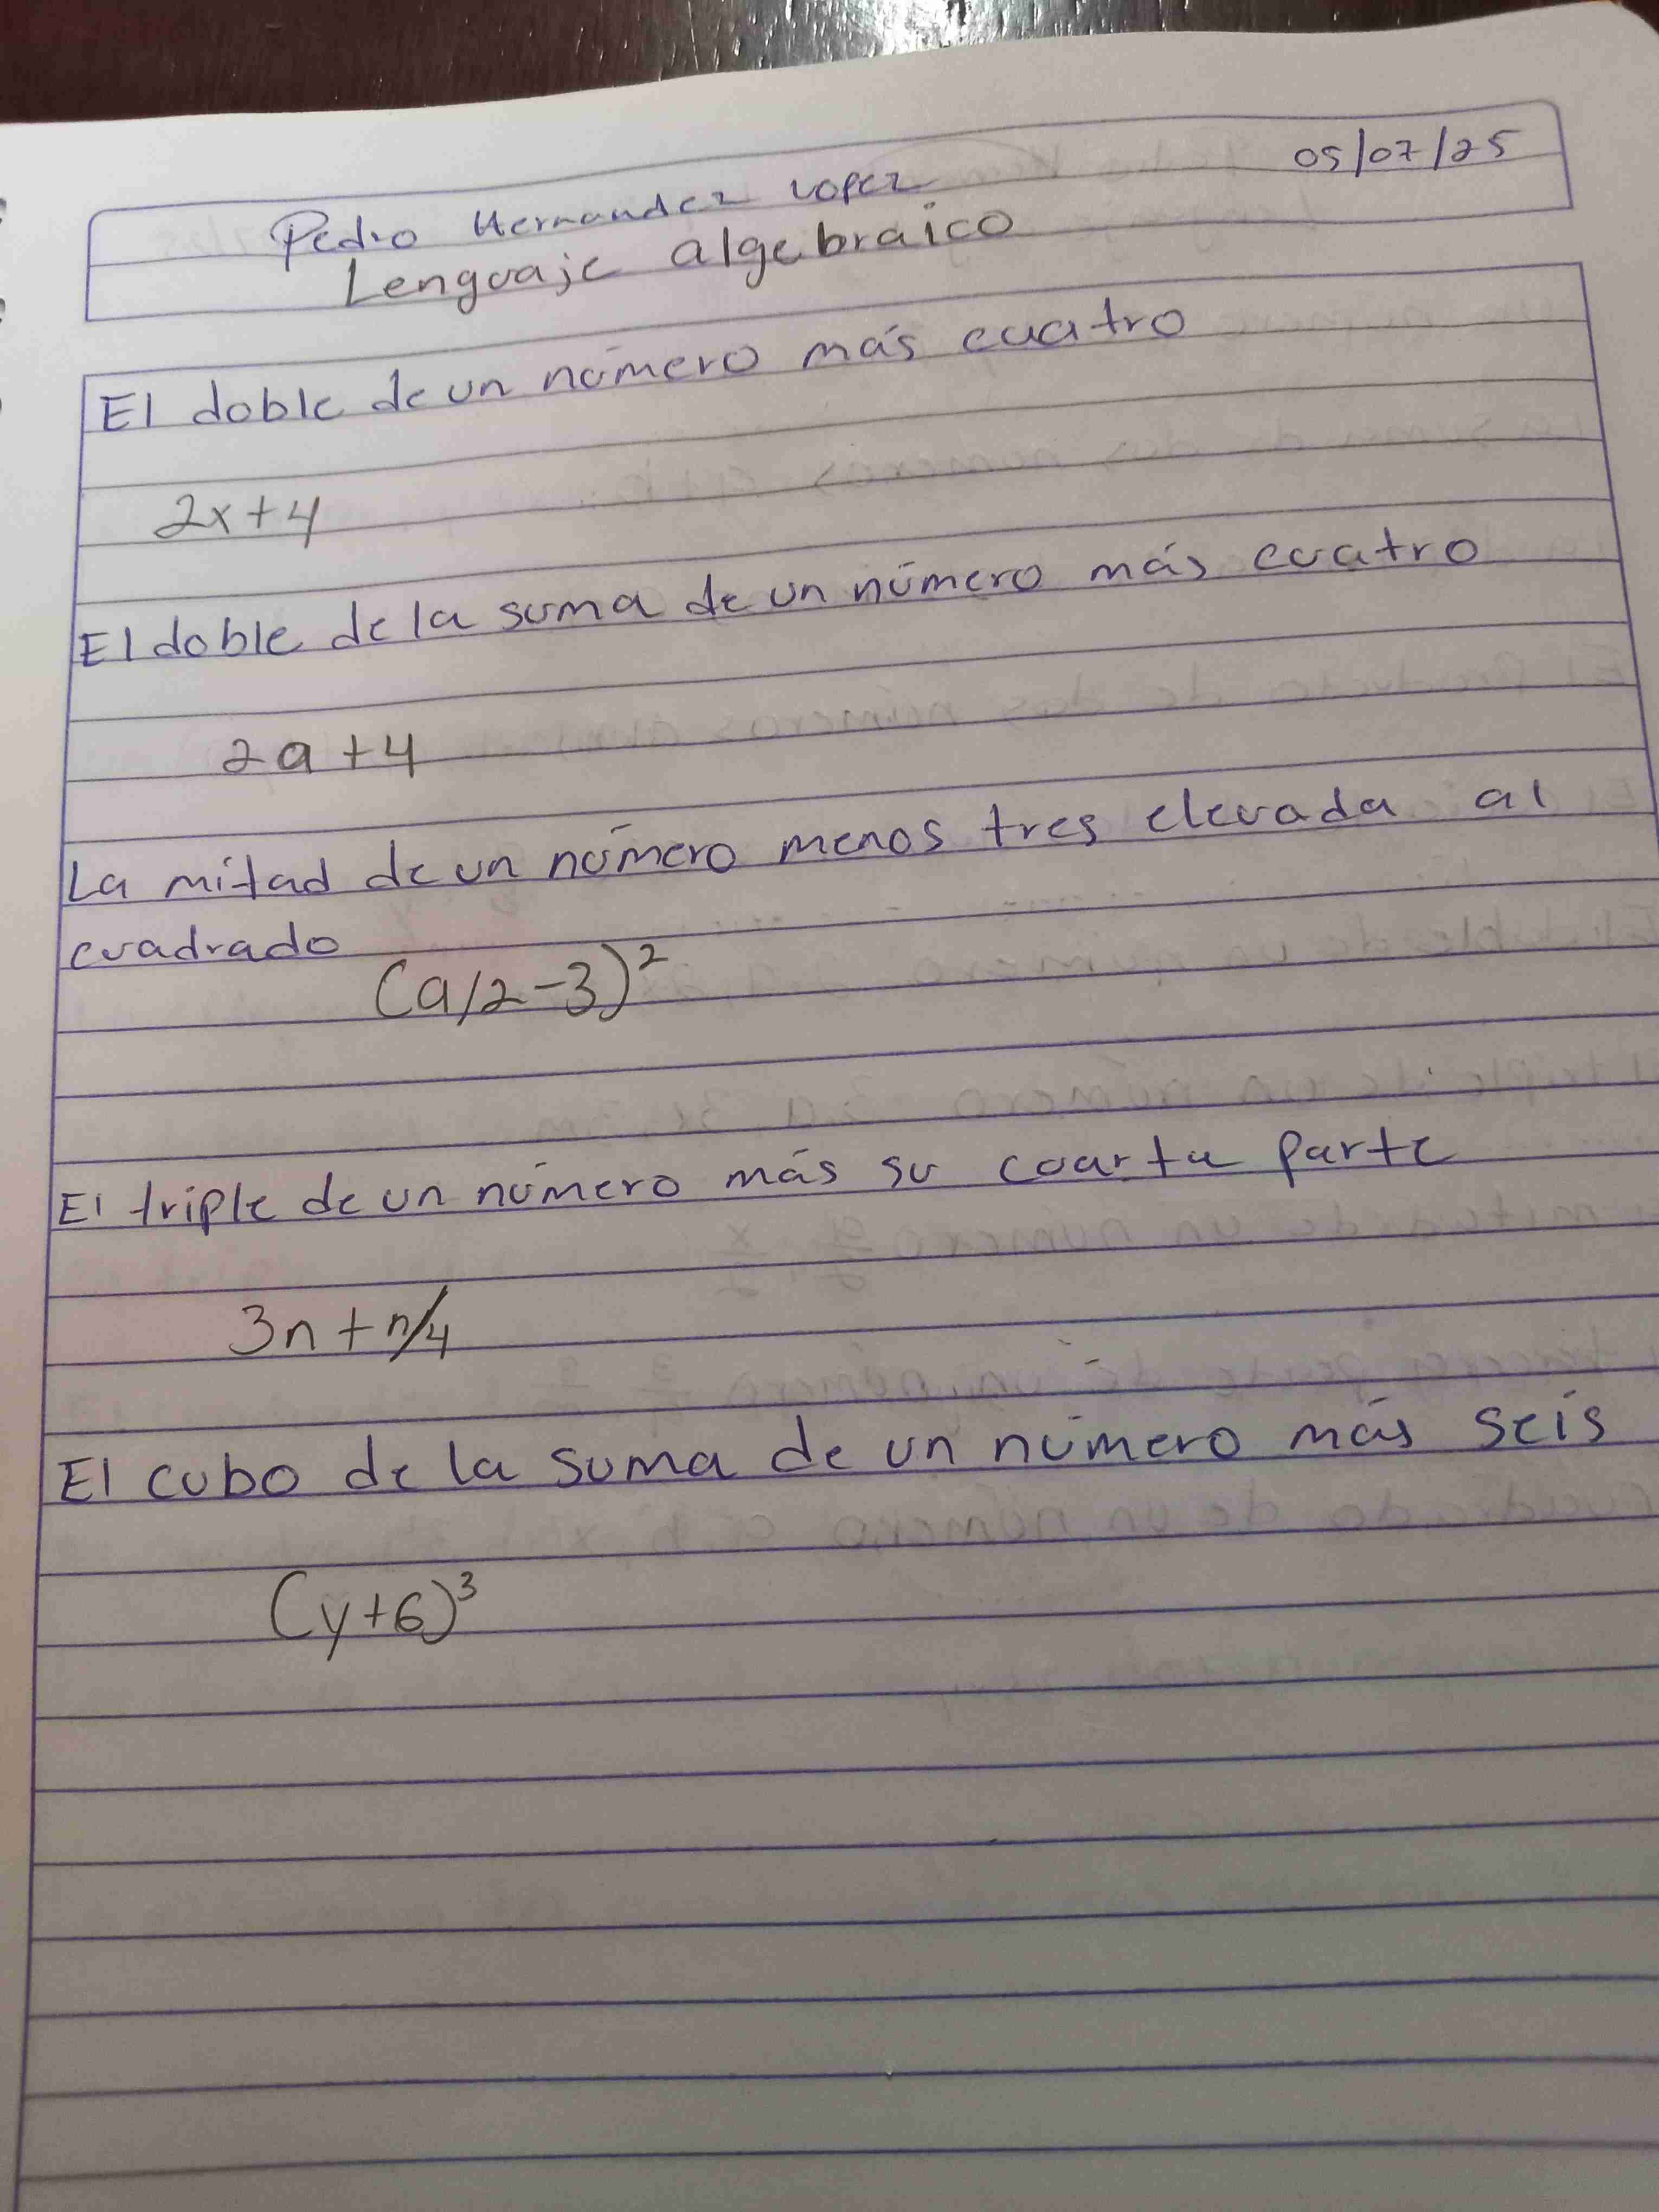 05/07/25
Pedro Hernandez Lopez
Lenguaje algebraico
El doble de un número más cuatro
2x+4
El doble de la suma de un número más cuatro
2a+4
La mitad de un número menos tres elevada al
cuadrado
(a/2-3)²
El triple de un número más su cuarta parte
3n+n/4
El cubo de la suma de un número más seis
(y+6)³